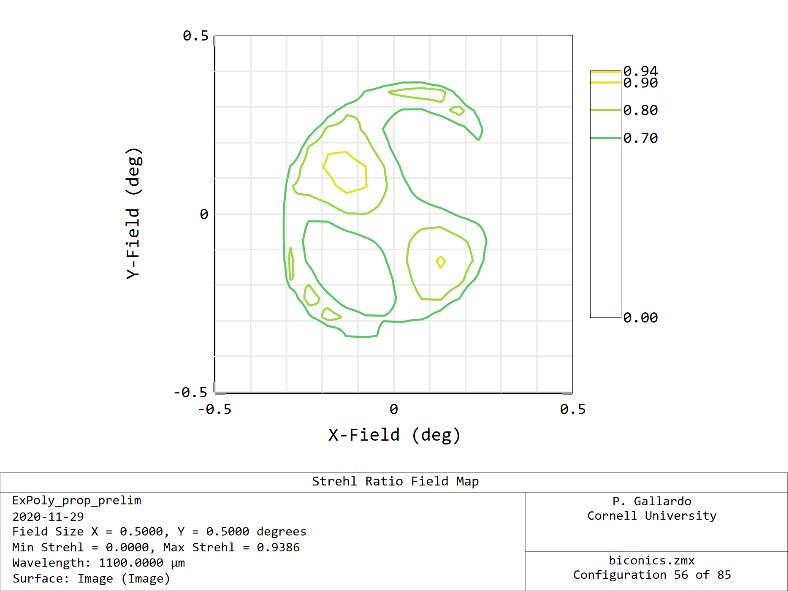 0.5
0
-0.5
-0.5
0
0.5
Y-Field (deg)
X-Field (deg)
0.94
0.90
0.80
0.70
0.00
Strehl Ratio Field Map
ExPoly_prop_prelim
2020-11-29
Field Size X = 0.5000, Y = 0.5000 degrees
Min Strehl = 0.0000, Max Strehl = 0.9386
Wavelength: 1100.0000 µm
Surface: Image (Image)
P. Gallardo
Cornell University
biconics.zmx
Configuration 56 of 85